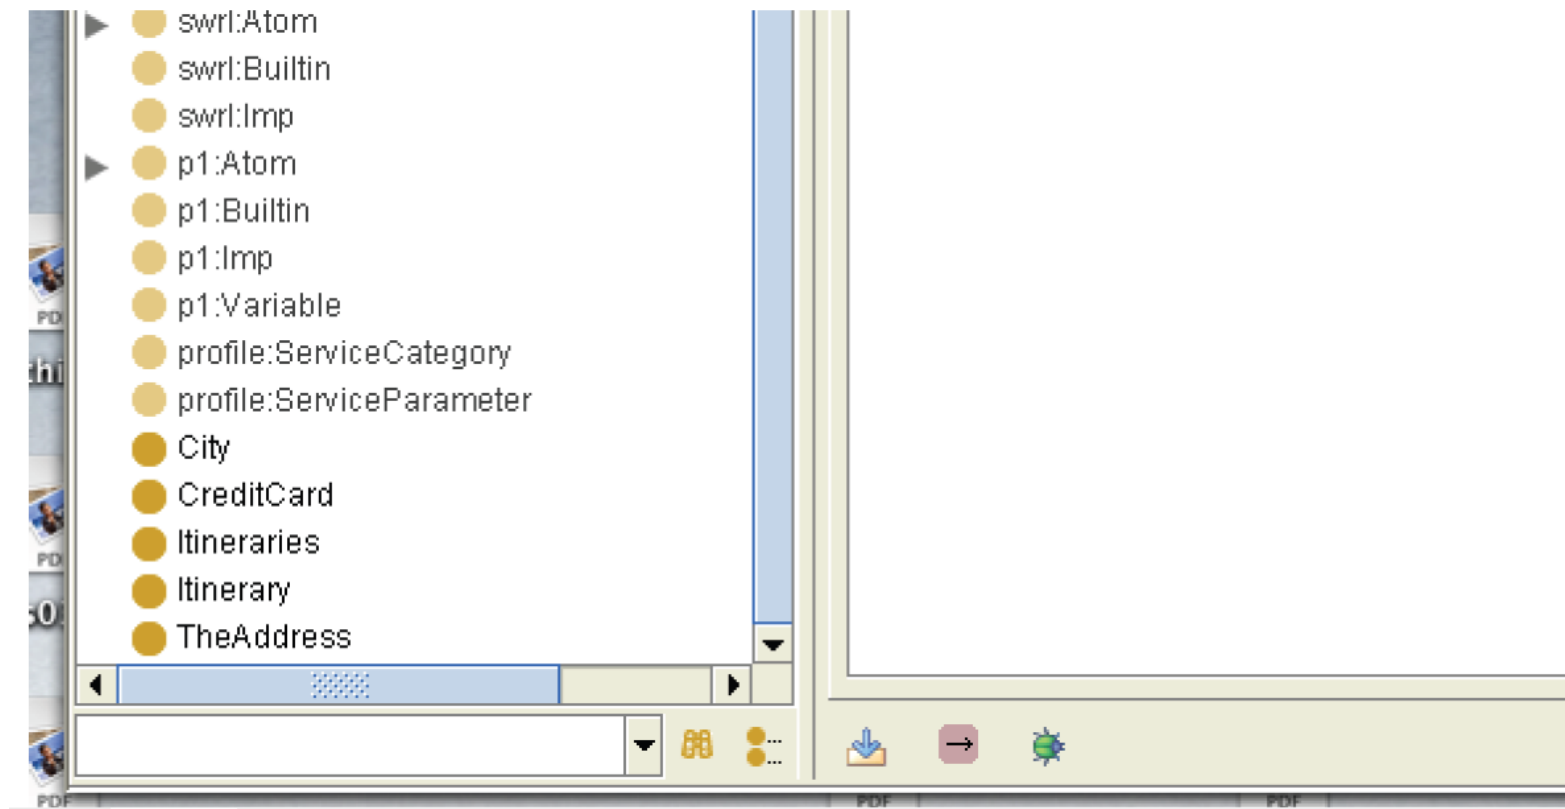 swrl:Atom
swrl:Builtin
swrl:Imp
p1:Atom
p1:Builtin
p1:Imp
p1:Variable
profile:ServiceCategory
profile:ServiceParameter
City
CreditCard
Itineraries
Itinerary
TheAddress
PDF
PDF
PDF